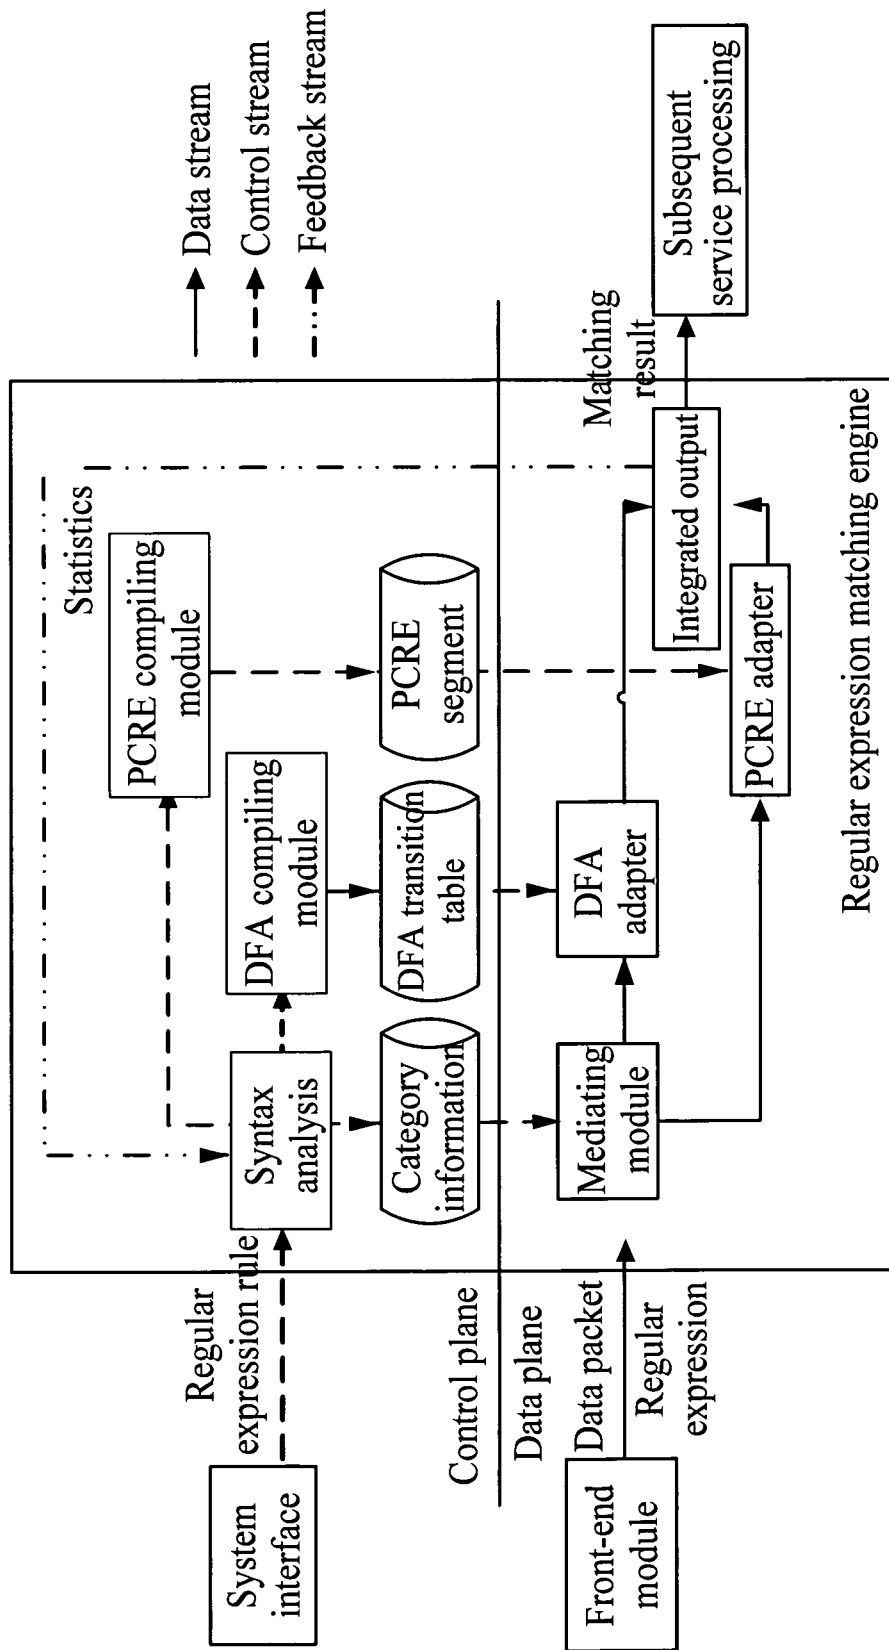 Data stream
Control stream
Feedback stream
Statistics
PCRE compiling
module
Regular
expression rule
System
interface
Syntax
analysis
DFA compiling
module
Category
information
DFA transition
table
PCRE
segment
Control plane
Data plane
Data packet
Front-end
module
Regular
expression
Mediating
module
DFA
adapter
Integrated output
PCRE adapter
Matching
result
Subsequent
service processing
Regular expression matching engine